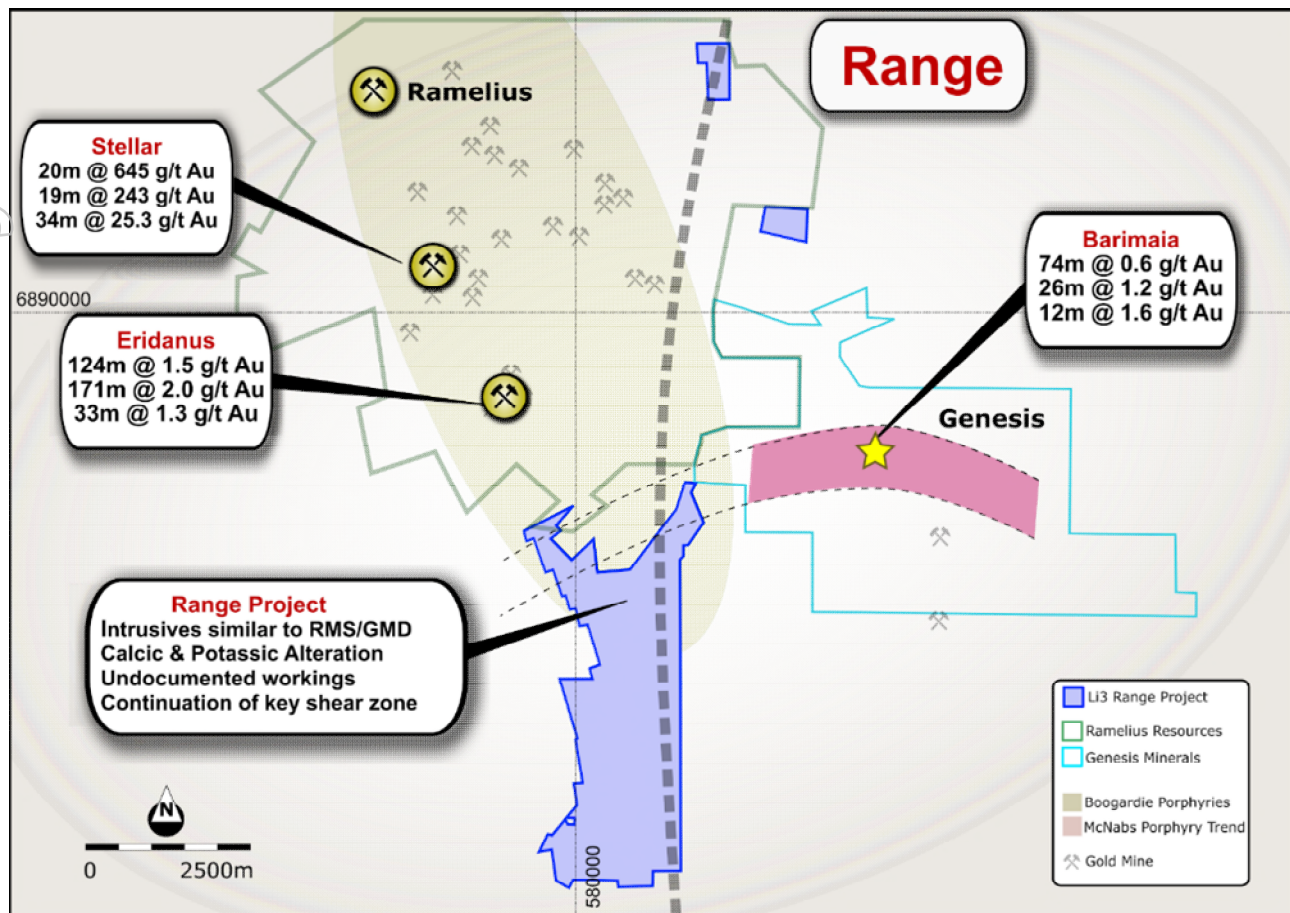 Range
Ramelius
Stellar
20m @ 645 g/t Au
19m @ 243 g/t Au
34m @ 25.3 g/t Au
Barimaia
74m @ 0.6 g/t Au
26m @ 1.2 g/t Au
12m @ 1.6 g/t Au
6890000
Eridanus
124m @ 1.5 g/t Au
171m @ 2.0 g/t Au
33m @ 1.3 g/t Au
Genesis
Range Project
Intrusives similar to RMS/GMD
Calcic & Potassic Alteration
Undocumented workings
Continuation of key shear zone
Li3 Range Project
Ramelius Resources
Genesis Minerals
Boogardie Porphyries
McNabs Porphyry Trend
Gold Mine
N
0 2500m
580000